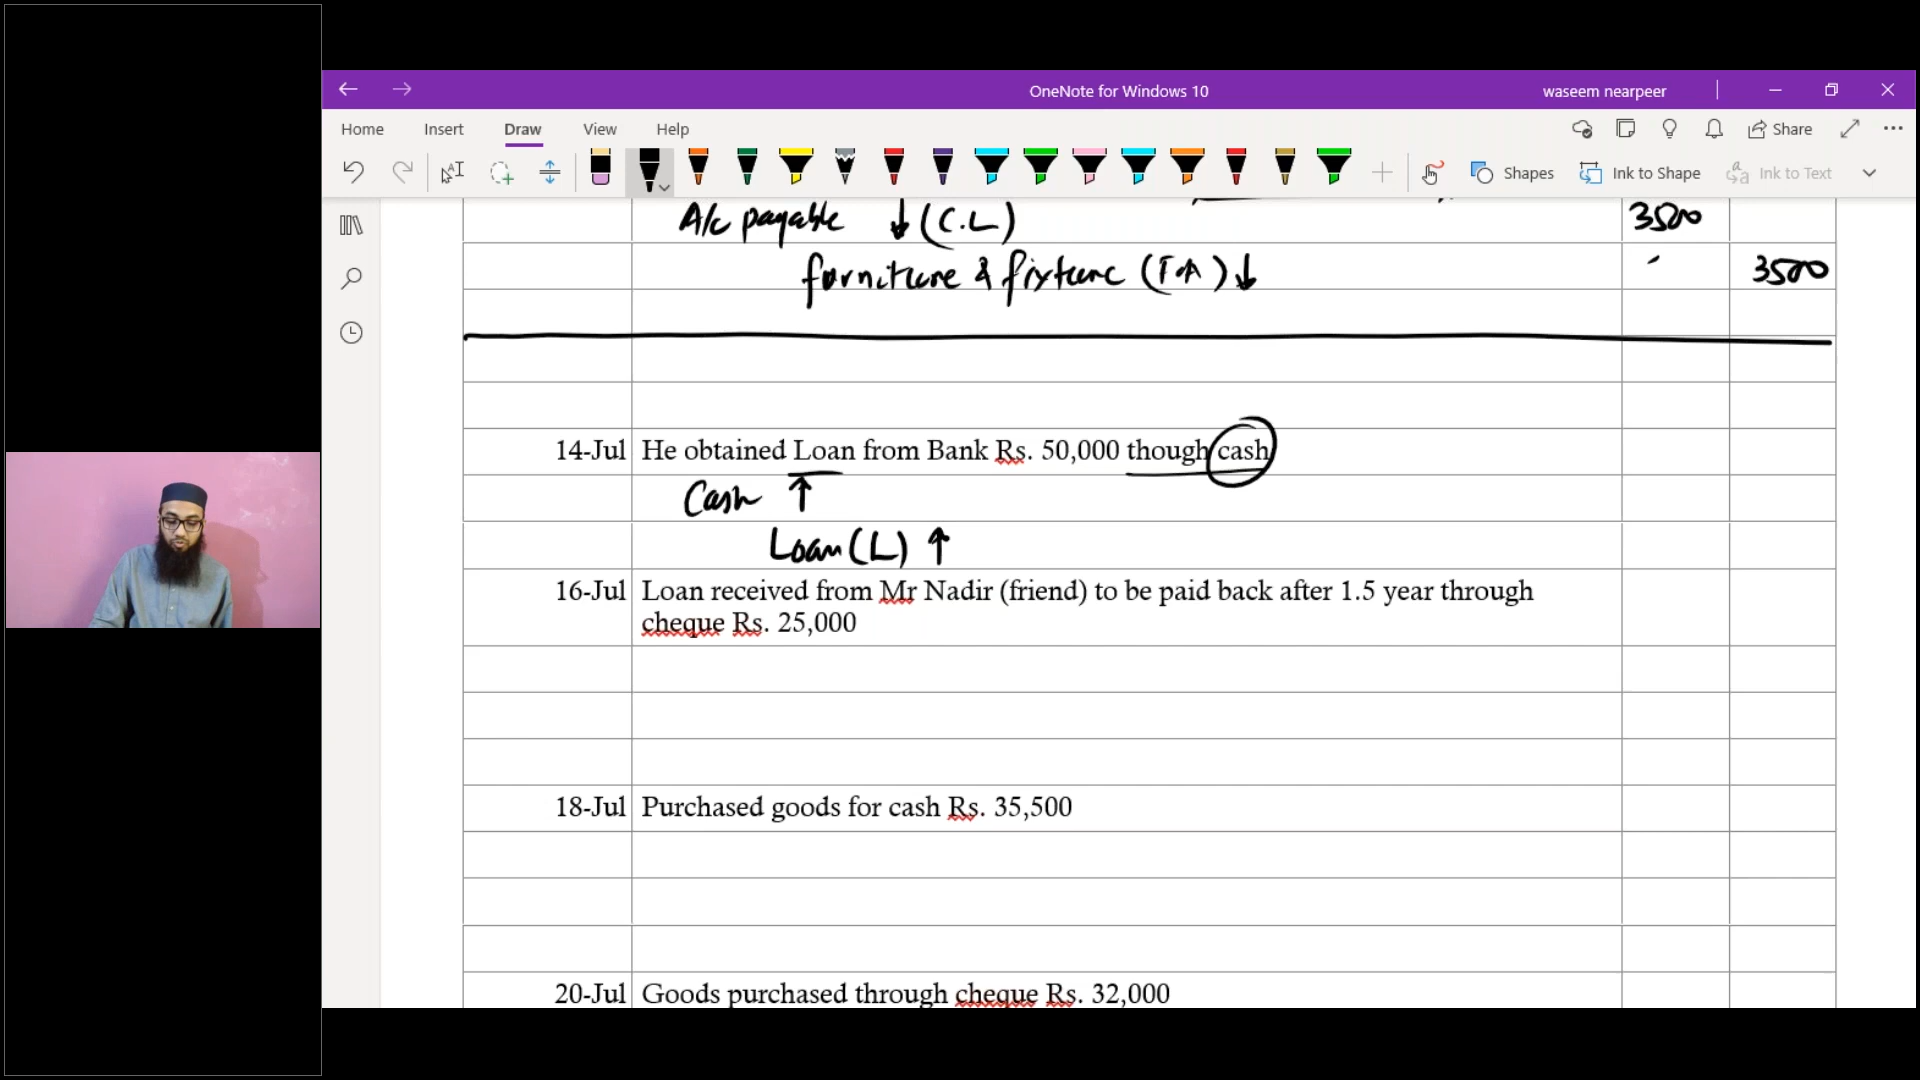 OneNote for Windows 10
waseem nearpeer
Home Insert Draw View Help
Share
Shapes
Ink to Shape
Ink to Text
A/c payable ↓ (C.L) 3500
furniture & fixture (FA) ↓ 3500
14-Jul He obtained Loan from Bank Rs. 50,000 though cash
Cash ↑
Loan (L) ↑
16-Jul Loan received from Mr Nadir (friend) to be paid back after 1.5 year through
cheque Rs. 25,000
18-Jul Purchased goods for cash Rs. 35,500
20-Jul Goods purchased through cheque Rs. 32,000